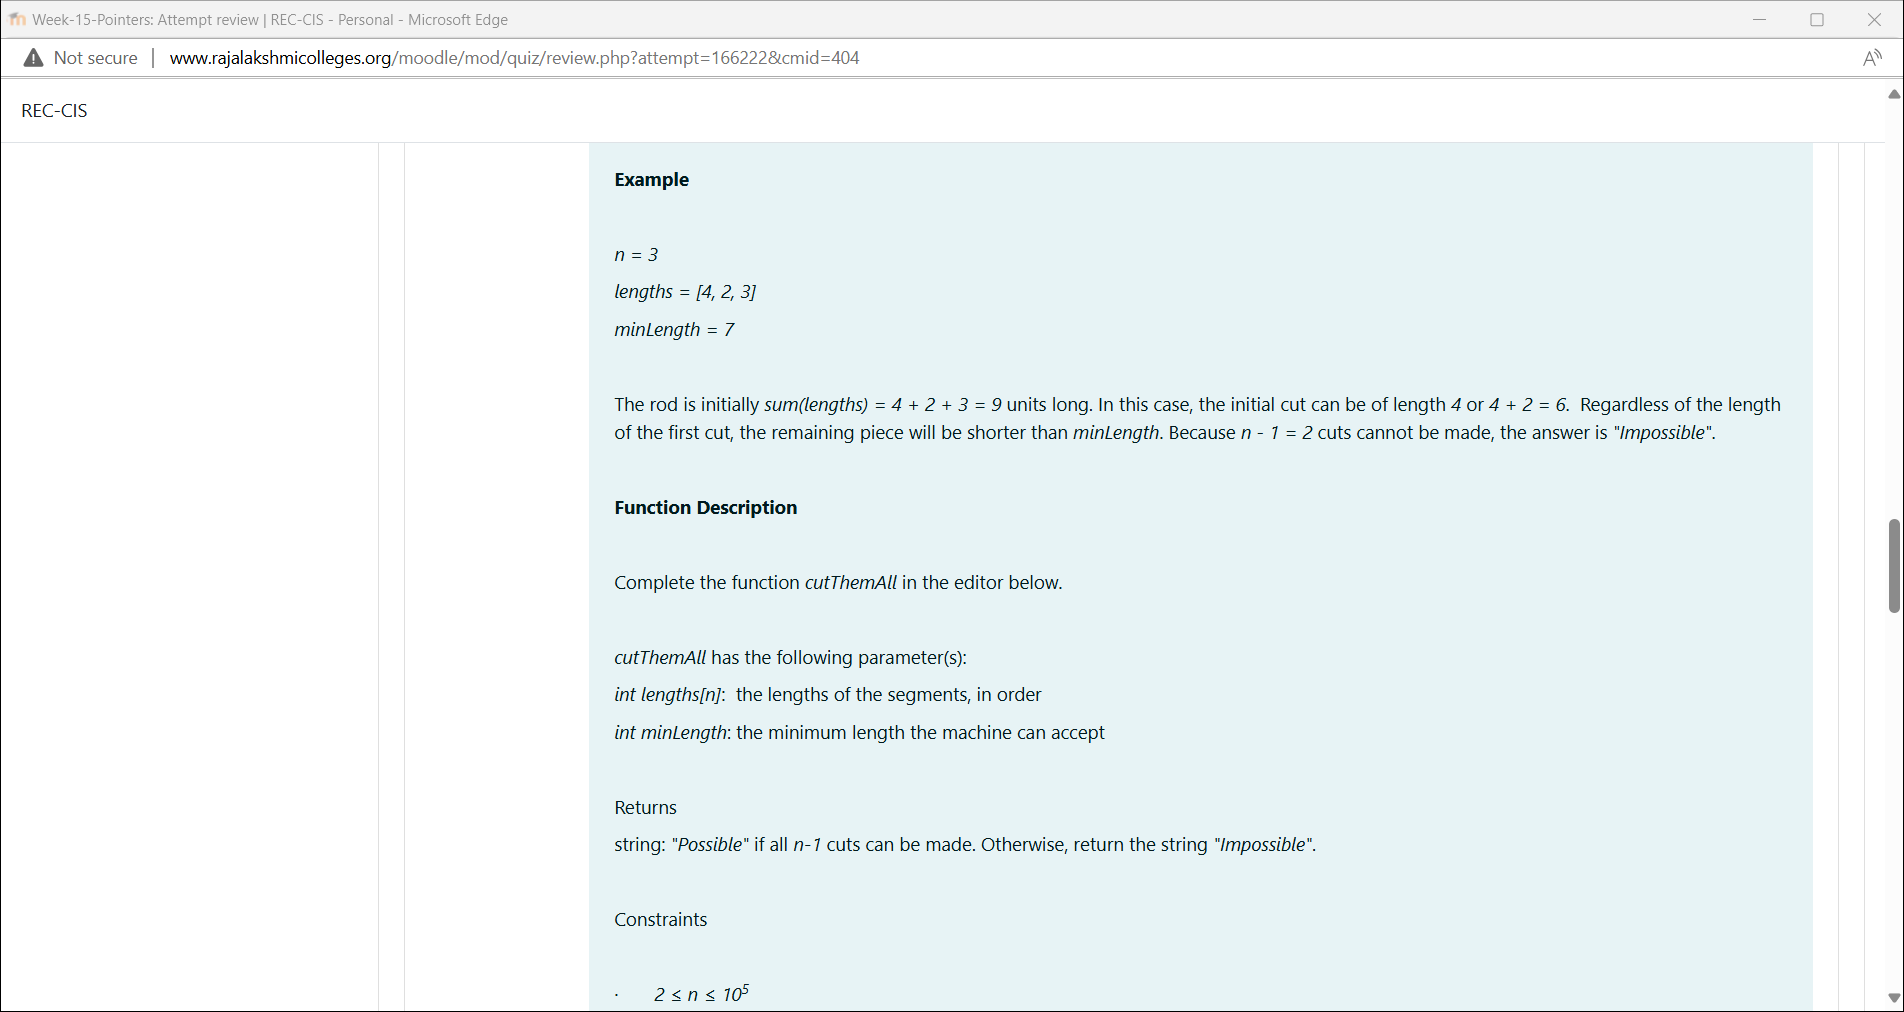 Week-15-Pointers: Attempt review | REC-CIS - Personal - Microsoft Edge
Not secure | www.rajalakshmicolleges.org/moodle/mod/quiz/review.php?attempt=166222&cmid=404
REC-CIS
Example
n = 3
lengths = [4, 2, 3]
minLength = 7
The rod is initially sum(lengths) = 4 + 2 + 3 = 9 units long. In this case, the initial cut can be of length 4 or 4 + 2 = 6.  Regardless of the length
of the first cut, the remaining piece will be shorter than minLength. Because n - 1 = 2 cuts cannot be made, the answer is "Impossible".
Function Description
Complete the function cutThemAll in the editor below.
cutThemAll has the following parameter(s):
int lengths[n]:  the lengths of the segments, in order
int minLength: the minimum length the machine can accept
Returns
string: "Possible" if all n-1 cuts can be made. Otherwise, return the string "Impossible".
Constraints
· 2 ≤ n ≤ 10⁵